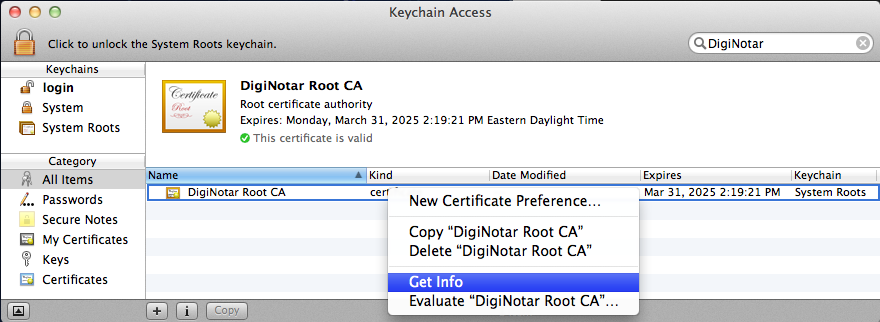 Keychain Access
Click to unlock the System Roots keychain.
DigiNotar
Keychains
login
System
System Roots
Category
All Items
Passwords
Secure Notes
My Certificates
Keys
Certificates
Certificate
Root
DigiNotar Root CA
Root certificate authority
Expires: Monday, March 31, 2025 2:19:21 PM Eastern Daylight Time
This certificate is valid
Name Kind Date Modified Expires Keychain
DigiNotar Root CA Mar 31, 2025 2:19:21 PM System Roots
New Certificate Preference...
Copy “DigiNotar Root CA”
Delete “DigiNotar Root CA”
Get Info
Evaluate “DigiNotar Root CA”...
Copy